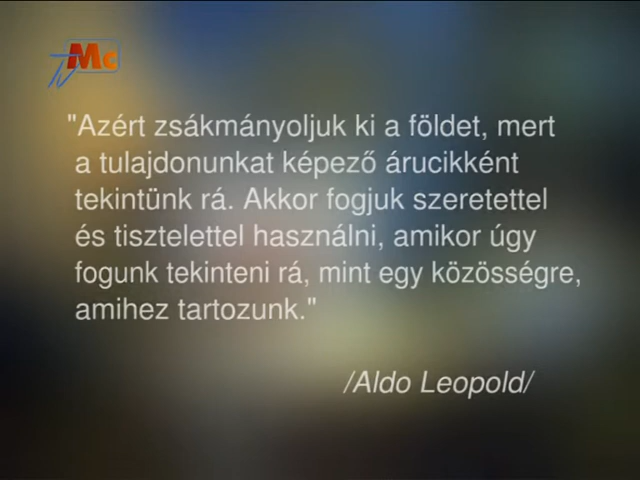 TV Mc
"Azért zsákmányoljuk ki a földet, mert
a tulajdonunkat képező árucikként
tekintünk rá. Akkor fogjuk szeretettel
és tisztelettel használni, amikor úgy
fogunk tekinteni rá, mint egy közösségre,
amihez tartozunk."
/Aldo Leopold/